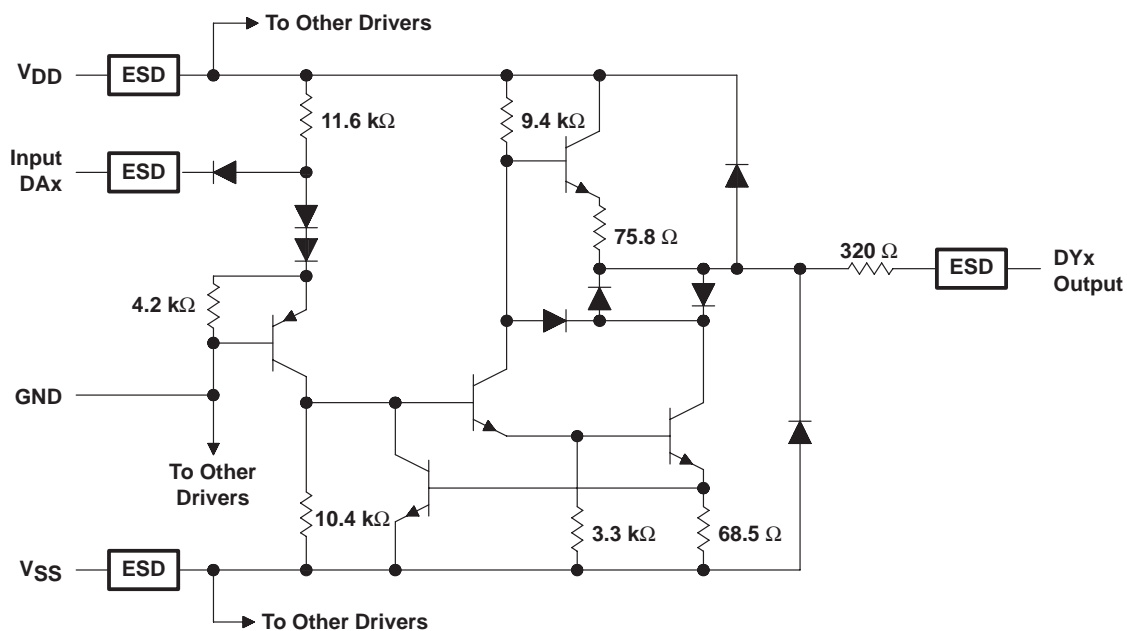 To Other Drivers
VDD
ESD
11.6 kΩ
9.4 kΩ
Input
DAx
ESD
75.8 Ω
320 Ω
ESD
DYx
Output
4.2 kΩ
GND
To Other
Drivers
10.4 kΩ
3.3 kΩ
68.5 Ω
VSS
ESD
To Other Drivers